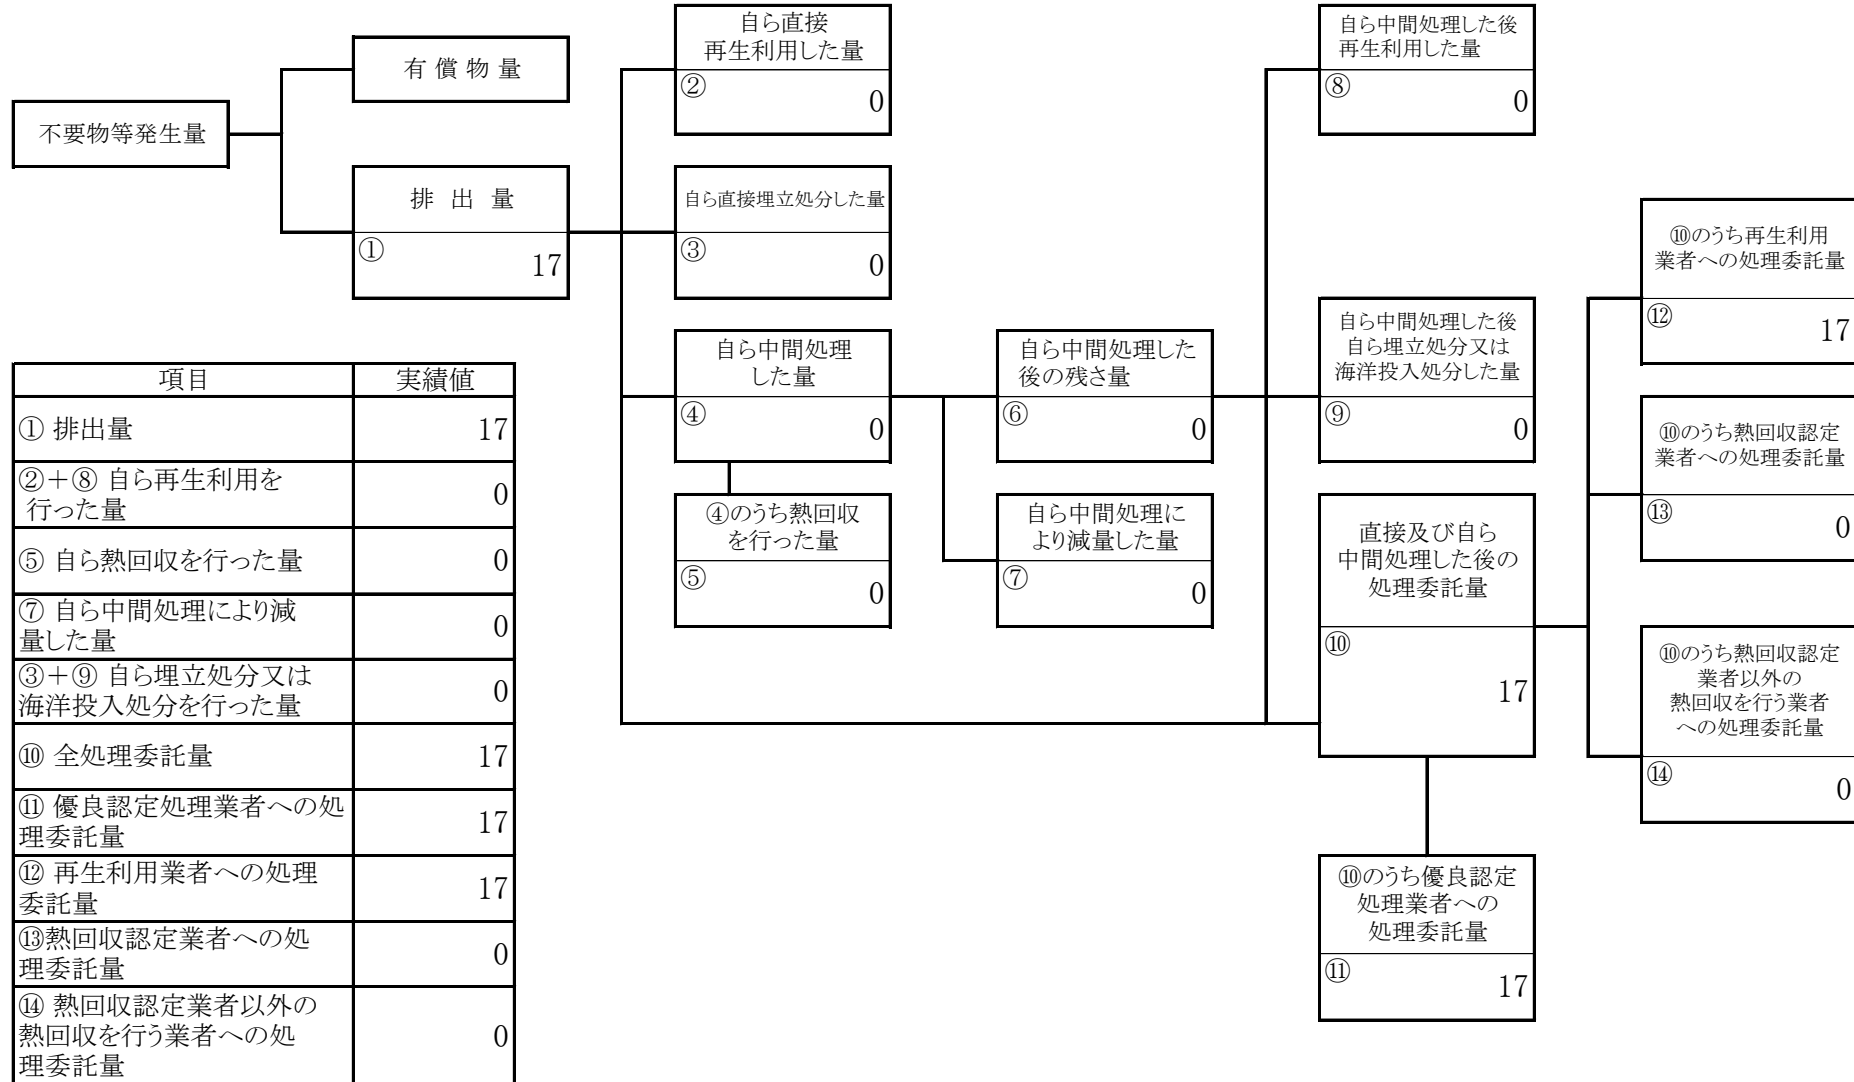 不要物等発生量
有 償 物 量
排 出 量
①
17
自ら直接
再生利用した量
②
0
自ら直接埋立処分した量
③
0
自ら中間処理
した量
④
0
④のうち熱回収
を行った量
⑤
0
自ら中間処理した
後の残さ量
⑥
0
自ら中間処理に
より減量した量
⑦
0
自ら中間処理した後
再生利用した量
⑧
0
自ら中間処理した後
自ら埋立処分又は
海洋投入処分した量
⑨
0
直接及び自ら
中間処理した後の
処理委託量
⑩
17
⑩のうち優良認定
処理業者への
処理委託量
⑪
17
⑩のうち再生利用
業者への処理委託量
⑫
17
⑩のうち熱回収認定
業者への処理委託量
⑬
0
⑩のうち熱回収認定
業者以外の
熱回収を行う業者
への処理委託量
⑭
0
項目 実績値
① 排出量 17
②+⑧ 自ら再生利用を
行った量 0
⑤ 自ら熱回収を行った量 0
⑦ 自ら中間処理により減
量した量 0
③+⑨ 自ら埋立処分又は
海洋投入処分を行った量 0
⑩ 全処理委託量 17
⑪ 優良認定処理業者への処
理委託量 17
⑫ 再生利用業者への処理
委託量 17
⑬熱回収認定業者への処
理委託量 0
⑭ 熱回収認定業者以外の
熱回収を行う業者への処
理委託量 0